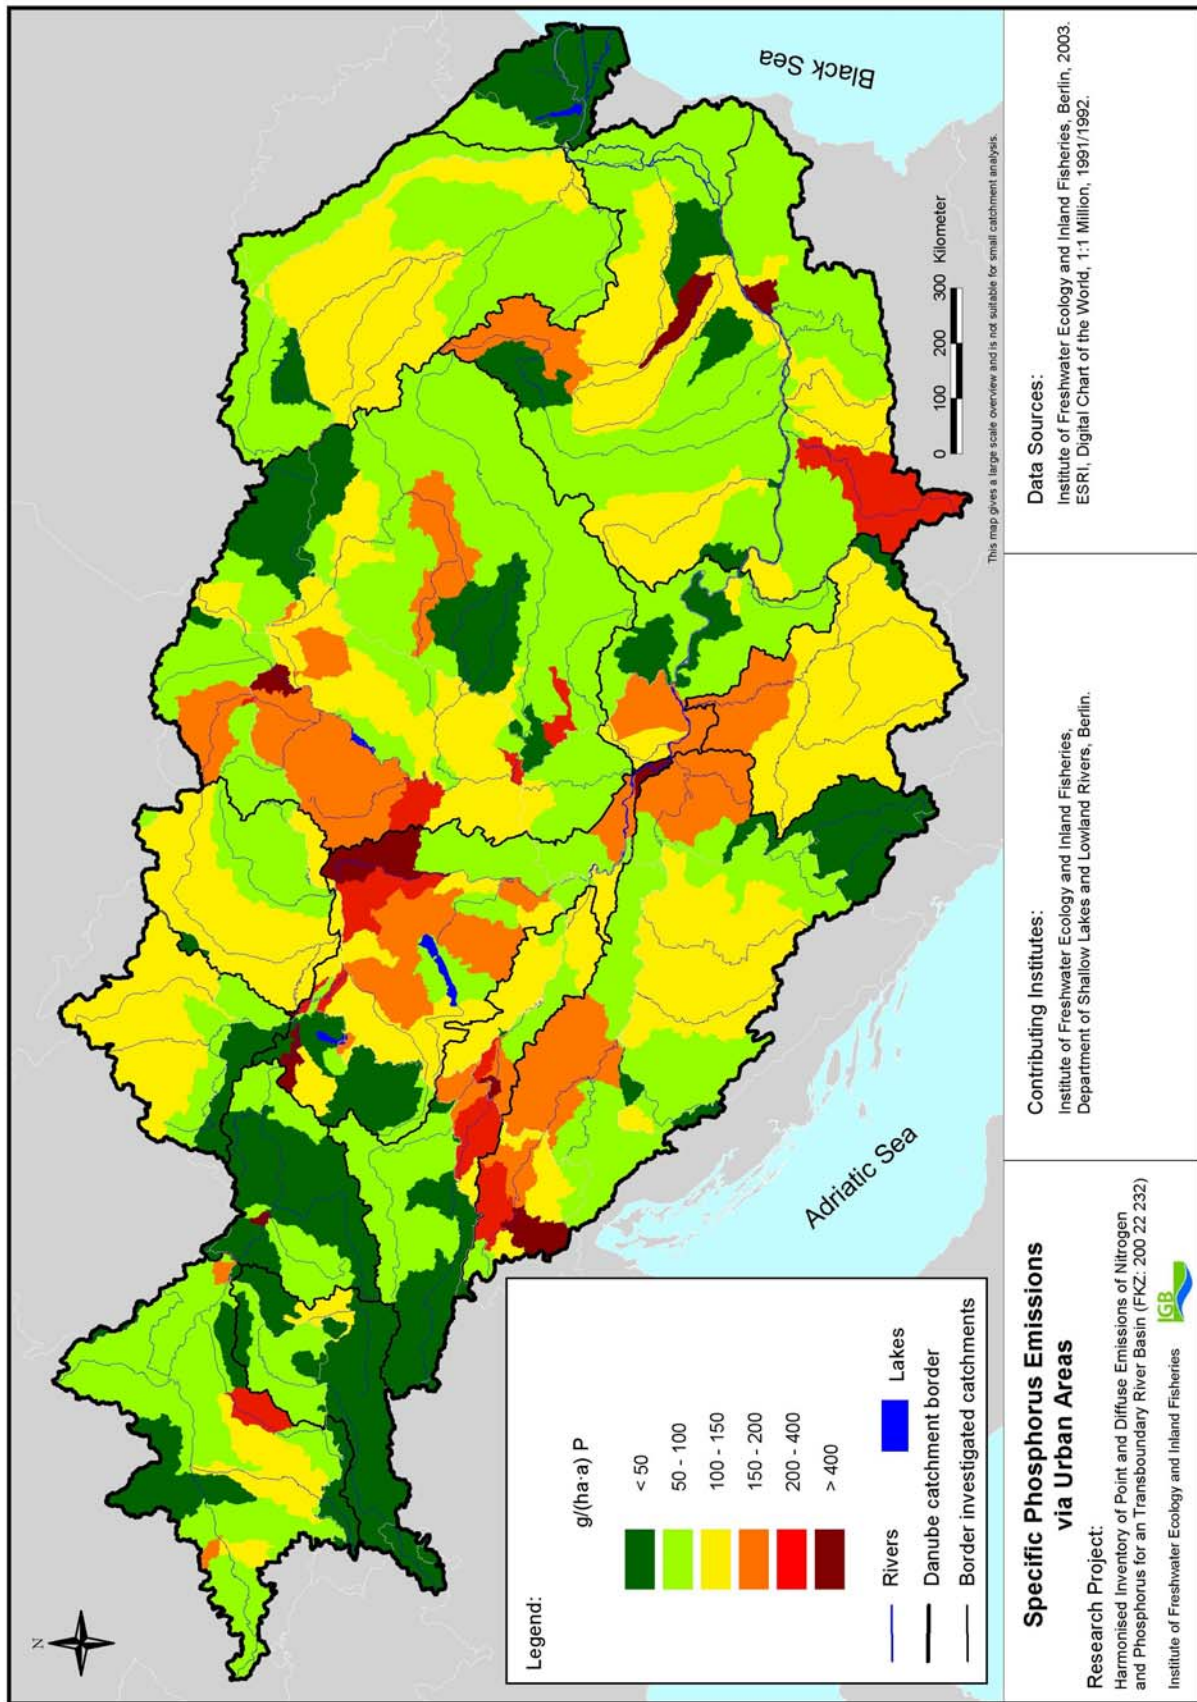 N
Black Sea
Adriatic Sea
0 100 200 300 Kilometer
This map gives a large scale overview and is not suitable for small catchment analysis.
Legend:
g/(ha·a) P
< 50
50 - 100
100 - 150
150 - 200
200 - 400
> 400
Rivers
Lakes
Danube catchment border
Border investigated catchments
Specific Phosphorus Emissions
via Urban Areas
Research Project:
Harmonised Inventory of Point and Diffuse Emissions of Nitrogen
and Phosphorus for an Transboundary River Basin (FKZ: 200 22 232)
Institute of Freshwater Ecology and Inland Fisheries
IGB
Contributing Institutes:
Institute of Freshwater Ecology and Inland Fisheries,
Department of Shallow Lakes and Lowland Rivers, Berlin.
Data Sources:
Institute of Freshwater Ecology and Inland Fisheries, Berlin, 2003.
ESRI, Digital Chart of the World, 1:1 Million, 1991/1992.